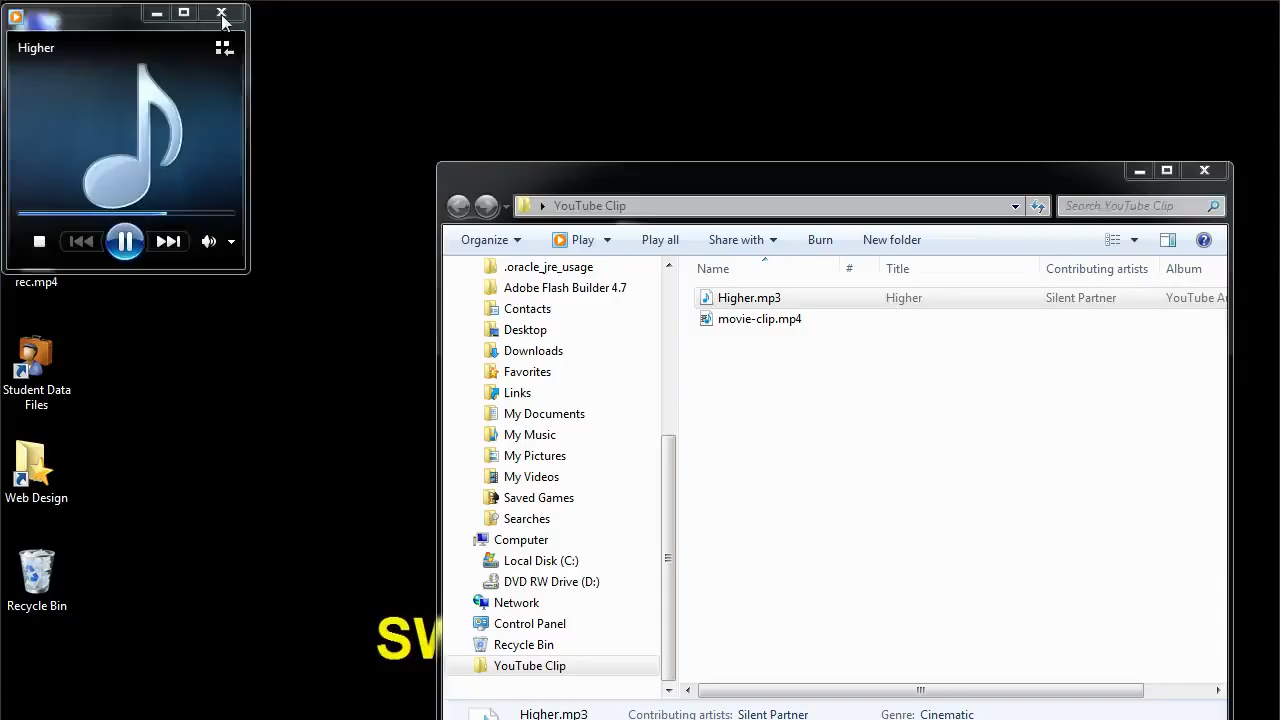 Higher
rec.mp4
Student Data
Files
Web Design
Recycle Bin
SW
YouTube Clip
Search YouTube Clip
Organize
Play
Play all
Share with
Burn
New folder
.oracle_jre_usage
Adobe Flash Builder 4.7
Contacts
Desktop
Downloads
Favorites
Links
My Documents
My Music
My Pictures
My Videos
Saved Games
Searches
Computer
Local Disk (C:)
DVD RW Drive (D:)
Network
Control Panel
Recycle Bin
YouTube Clip
Name # Title Contributing artists Album
Higher.mp3 Higher Silent Partner YouTube Au
movie-clip.mp4
Higher.mp3 Contributing artists: Silent Partner Genre: Cinematic